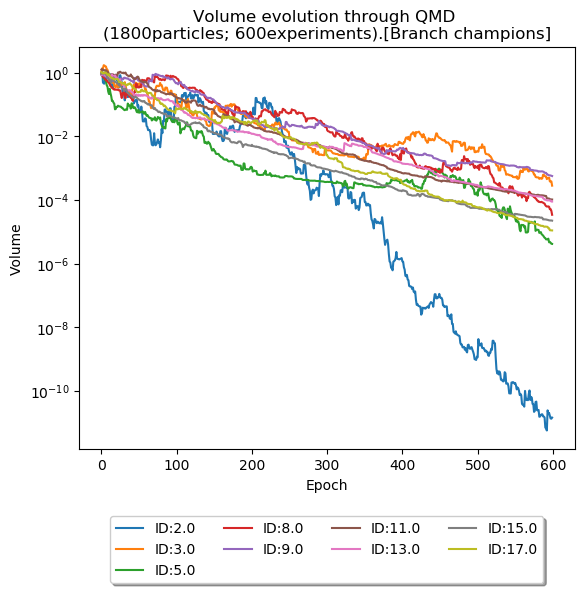 Volume evolution through QMD
(1800particles; 600experiments).[Branch champions]
Volume
10⁰
10⁻²
10⁻⁴
10⁻⁶
10⁻⁸
10⁻¹⁰
0 100 200 300 400 500 600
Epoch
ID:2.0 ID:8.0 ID:11.0 ID:15.0
ID:3.0 ID:9.0 ID:13.0 ID:17.0
ID:5.0